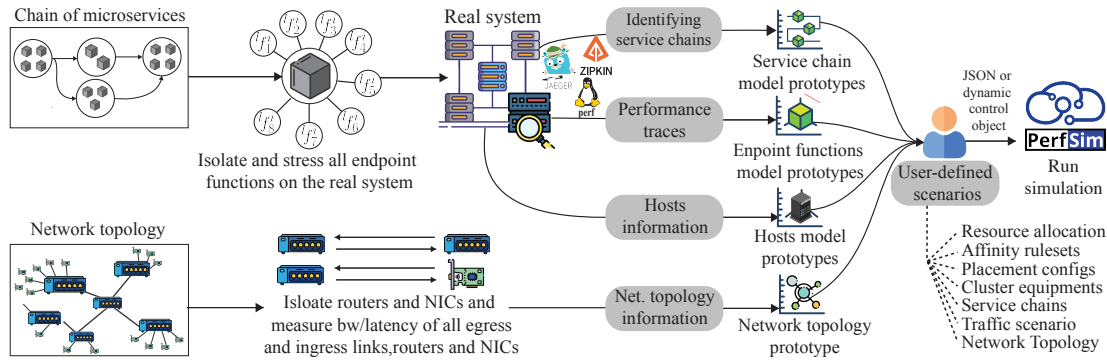 Chain of microservices
Isolate and stress all endpoint
functions on the real system
Real system
JAEGER
ZIPKIN
perf
Identifying
service chains
Service chain
model prototypes
Performance
traces
Enpoint functions
model prototypes
Hosts
information
Hosts model
prototypes
Network topology
Isloate routers and NICs and
measure bw/latency of all egress
and ingress links,routers and NICs
Net. topology
information
Network topology
prototype
User-defined
scenarios
JSON or
dynamic
control
object
PerfSim
Run
simulation
Resource allocation
Affinity rulesets
Placement configs
Cluster equipments
Service chains
Traffic scenario
Network Topology